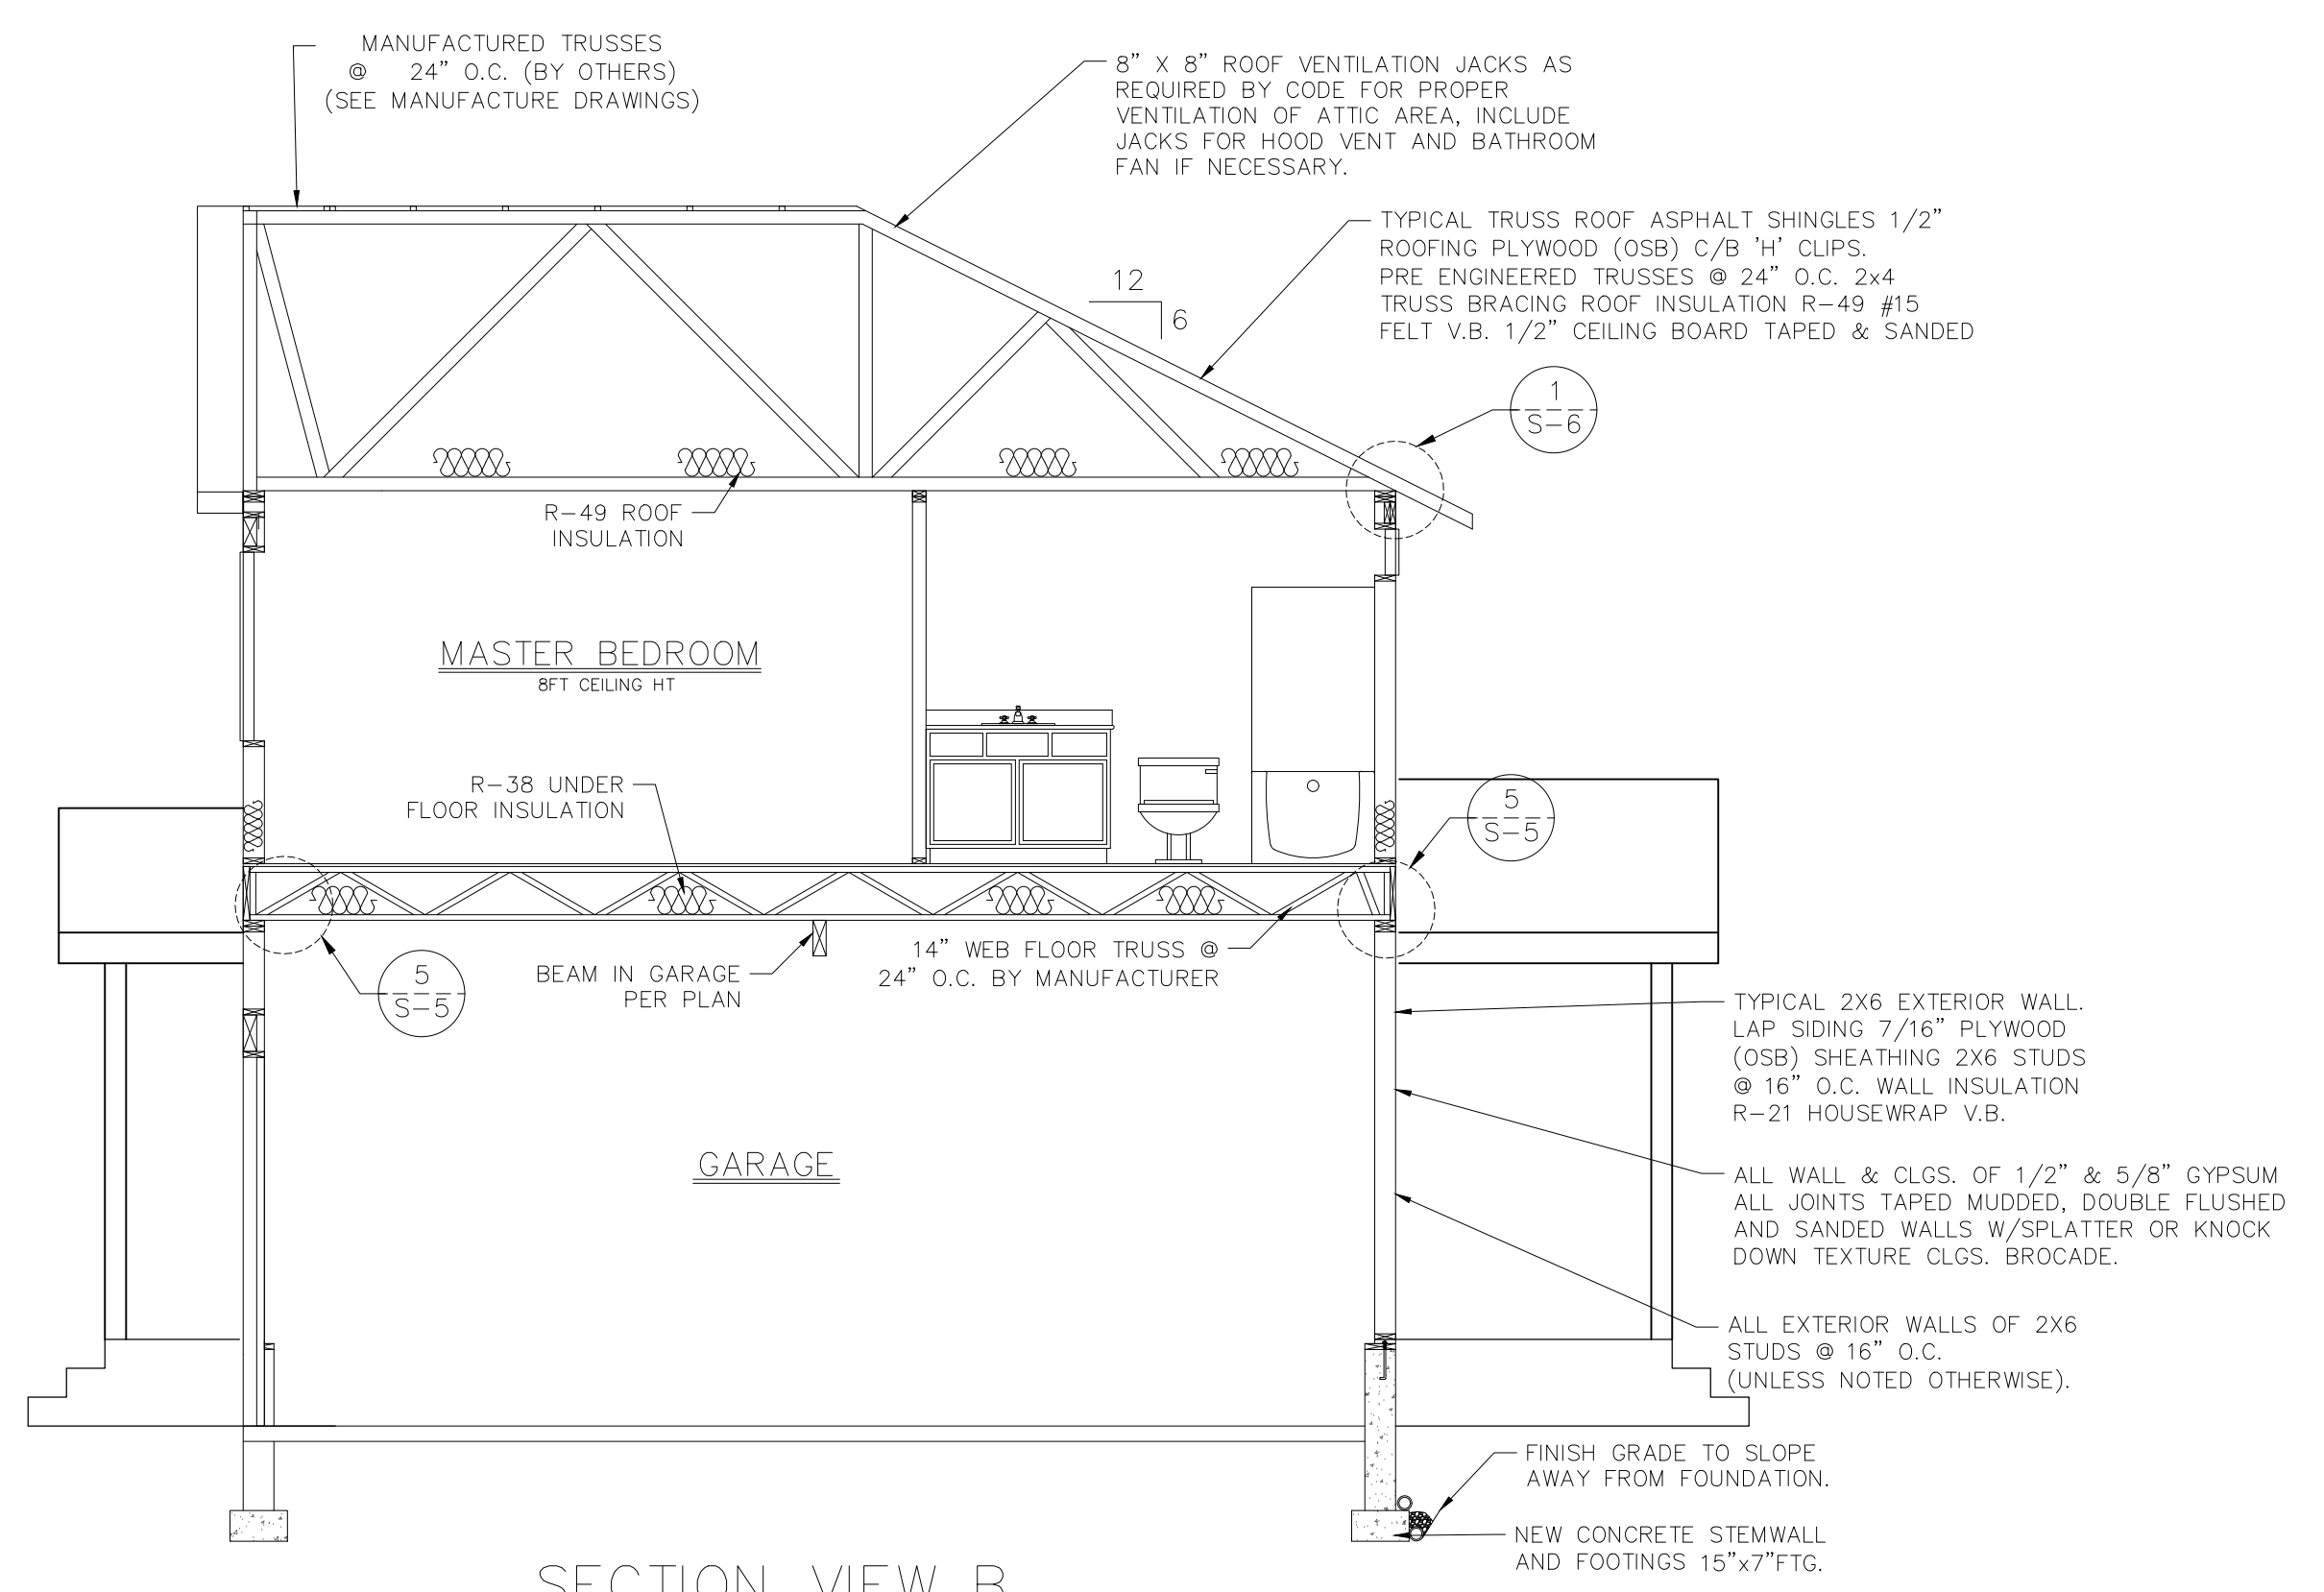 MANUFACTURED TRUSSES
@ 24" O.C. (BY OTHERS)
(SEE MANUFACTURE DRAWINGS)
8" X 8" ROOF VENTILATION JACKS AS
REQUIRED BY CODE FOR PROPER
VENTILATION OF ATTIC AREA, INCLUDE
JACKS FOR HOOD VENT AND BATHROOM
FAN IF NECESSARY.
TYPICAL TRUSS ROOF ASPHALT SHINGLES 1/2"
ROOFING PLYWOOD (OSB) C/B 'H' CLIPS.
PRE ENGINEERED TRUSSES @ 24" O.C. 2x4
TRUSS BRACING ROOF INSULATION R-49 #15
FELT V.B. 1/2" CEILING BOARD TAPED & SANDED
12
6
1
S-6
R-49 ROOF
INSULATION
MASTER BEDROOM
8FT CEILING HT
R-38 UNDER
FLOOR INSULATION
5
S-5
5
S-5
BEAM IN GARAGE
PER PLAN
14" WEB FLOOR TRUSS @
24" O.C. BY MANUFACTURER
TYPICAL 2X6 EXTERIOR WALL.
LAP SIDING 7/16" PLYWOOD
(OSB) SHEATHING 2X6 STUDS
@ 16" O.C. WALL INSULATION
R-21 HOUSEWRAP V.B.
GARAGE
ALL WALL & CLGS. OF 1/2" & 5/8" GYPSUM
ALL JOINTS TAPED MUDDED, DOUBLE FLUSHED
AND SANDED WALLS W/SPLATTER OR KNOCK
DOWN TEXTURE CLGS. BROCADE.
ALL EXTERIOR WALLS OF 2X6
STUDS @ 16" O.C.
(UNLESS NOTED OTHERWISE).
FINISH GRADE TO SLOPE
AWAY FROM FOUNDATION.
NEW CONCRETE STEMWALL
AND FOOTINGS 15"x7"FTG.
SECTION VIEW B